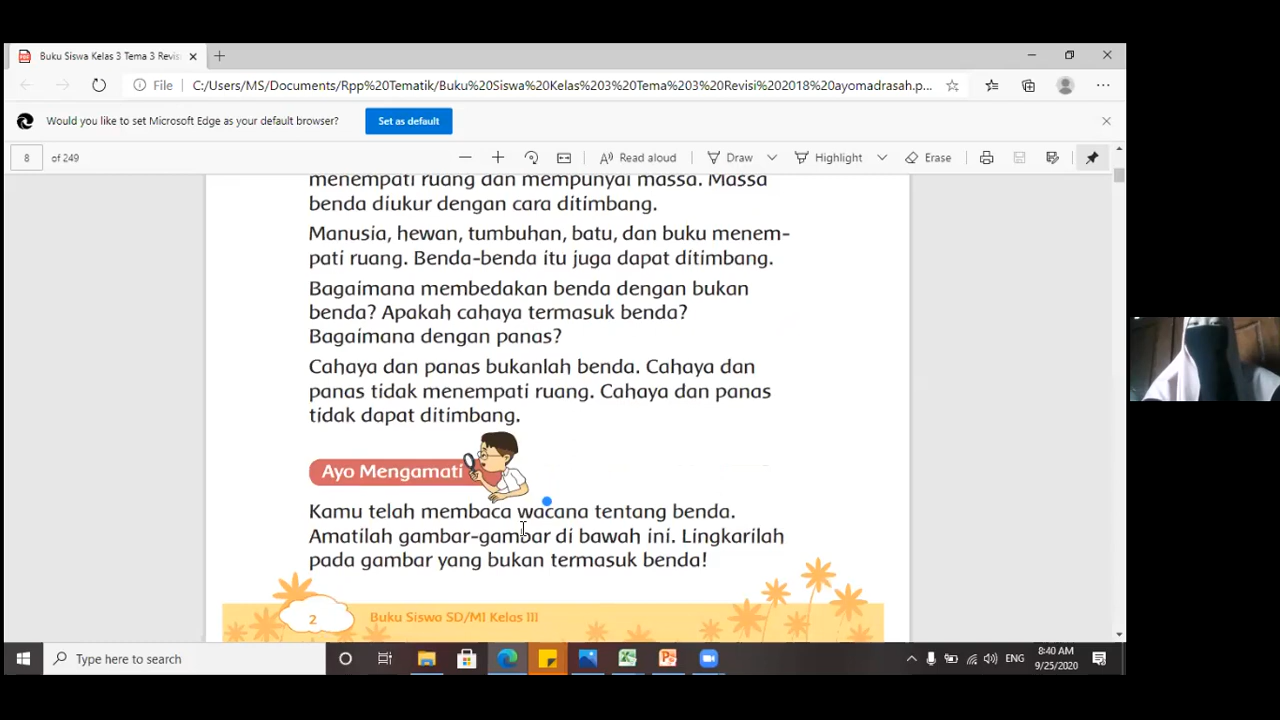 Buku Siswa Kelas 3 Tema 3 Revis
File
C:/Users/MS/Documents/Rpp%20Tematik/Buku%20Siswa%20Kelas%203%20Tema%203%20Revisi%202018%20ayomadrasah.p...
Would you like to set Microsoft Edge as your default browser?
Set as default
8
of 249
Read aloud
Draw
Highlight
Erase
menempati ruang dan mempunyai massa. Massa
benda diukur dengan cara ditimbang.
Manusia, hewan, tumbuhan, batu, dan buku menem-
pati ruang. Benda-benda itu juga dapat ditimbang.
Bagaimana membedakan benda dengan bukan
benda? Apakah cahaya termasuk benda?
Bagaimana dengan panas?
Cahaya dan panas bukanlah benda. Cahaya dan
panas tidak menempati ruang. Cahaya dan panas
tidak dapat ditimbang.
Ayo Mengamati
Kamu telah membaca wacana tentang benda.
Amatilah gambar-gambar di bawah ini. Lingkarilah
pada gambar yang bukan termasuk benda!
2
Buku Siswa SD/MI Kelas III
Type here to search
ENG
8:40 AM
9/25/2020